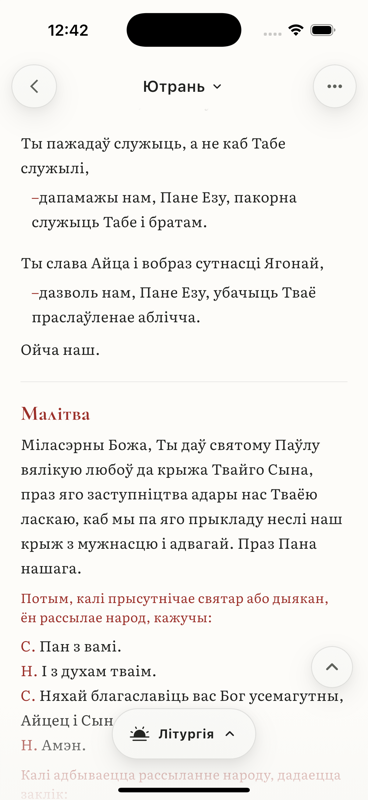 12:42
Ютрань
Ты пажадаў служыць, а не каб Табе
служылі,
–дапамажы нам, Пане Езу, пакорна
служыць Табе і братам.
Ты слава Айца і вобраз сутнасці Ягонай,
–дазволь нам, Пане Езу, убачыць Тваё
праслаўленае аблічча.
Ойча наш.
Малітва
Міласэрны Божа, Ты даў святому Паўлу
вялікую любоў да крыжа Твайго Сына,
праз яго заступніцтва адары нас Тваёю
ласкаю, каб мы па яго прыкладу неслі наш
крыж з мужнасцю і адвагай. Праз Пана
нашага.
Потым, калі прысутнічае святар або дыякан,
ён рассылае народ, кажучы:
С. Пан з вамі.
Н. І з духам тваім.
С. Няхай благаславіць вас Бог усемагутны,
Айцец і Сын
Літургія
Н. Амэн.
Калі адбываецца рассыланне народу, дадаецца
заклік: